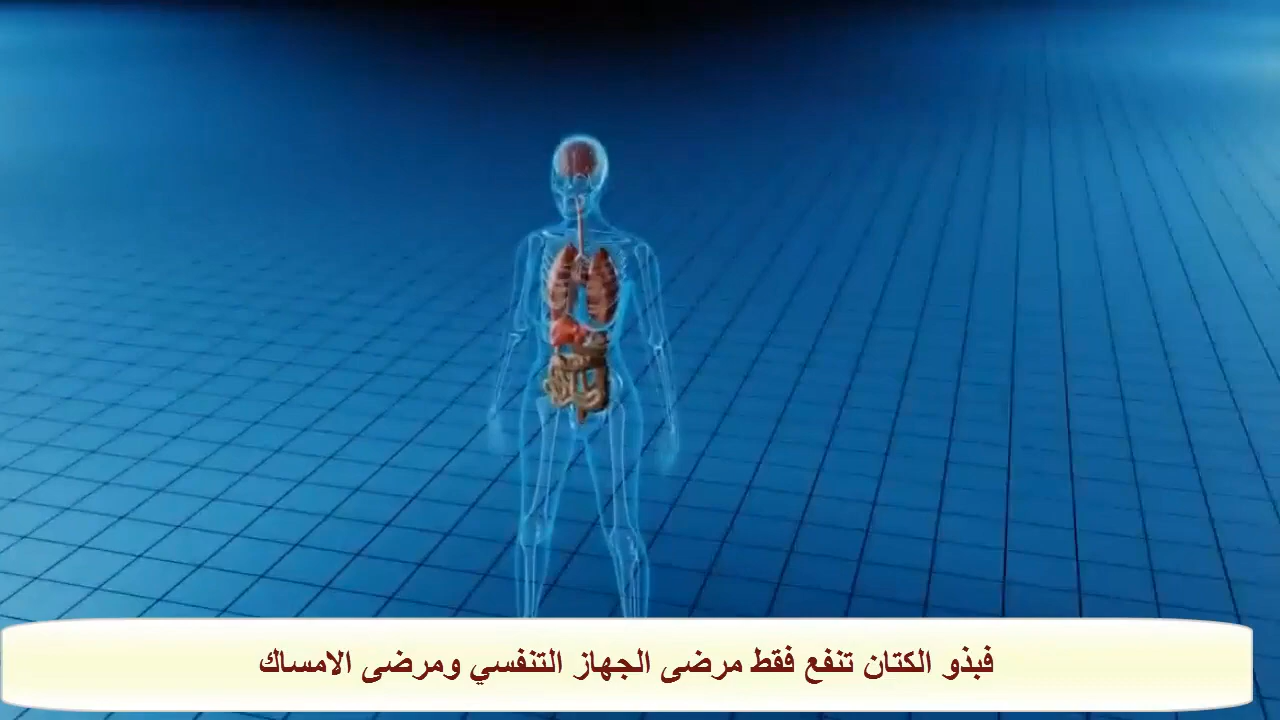 فبذو الكتان تنفع فقط مرضى الجهاز التنفسي ومرضى الامساك